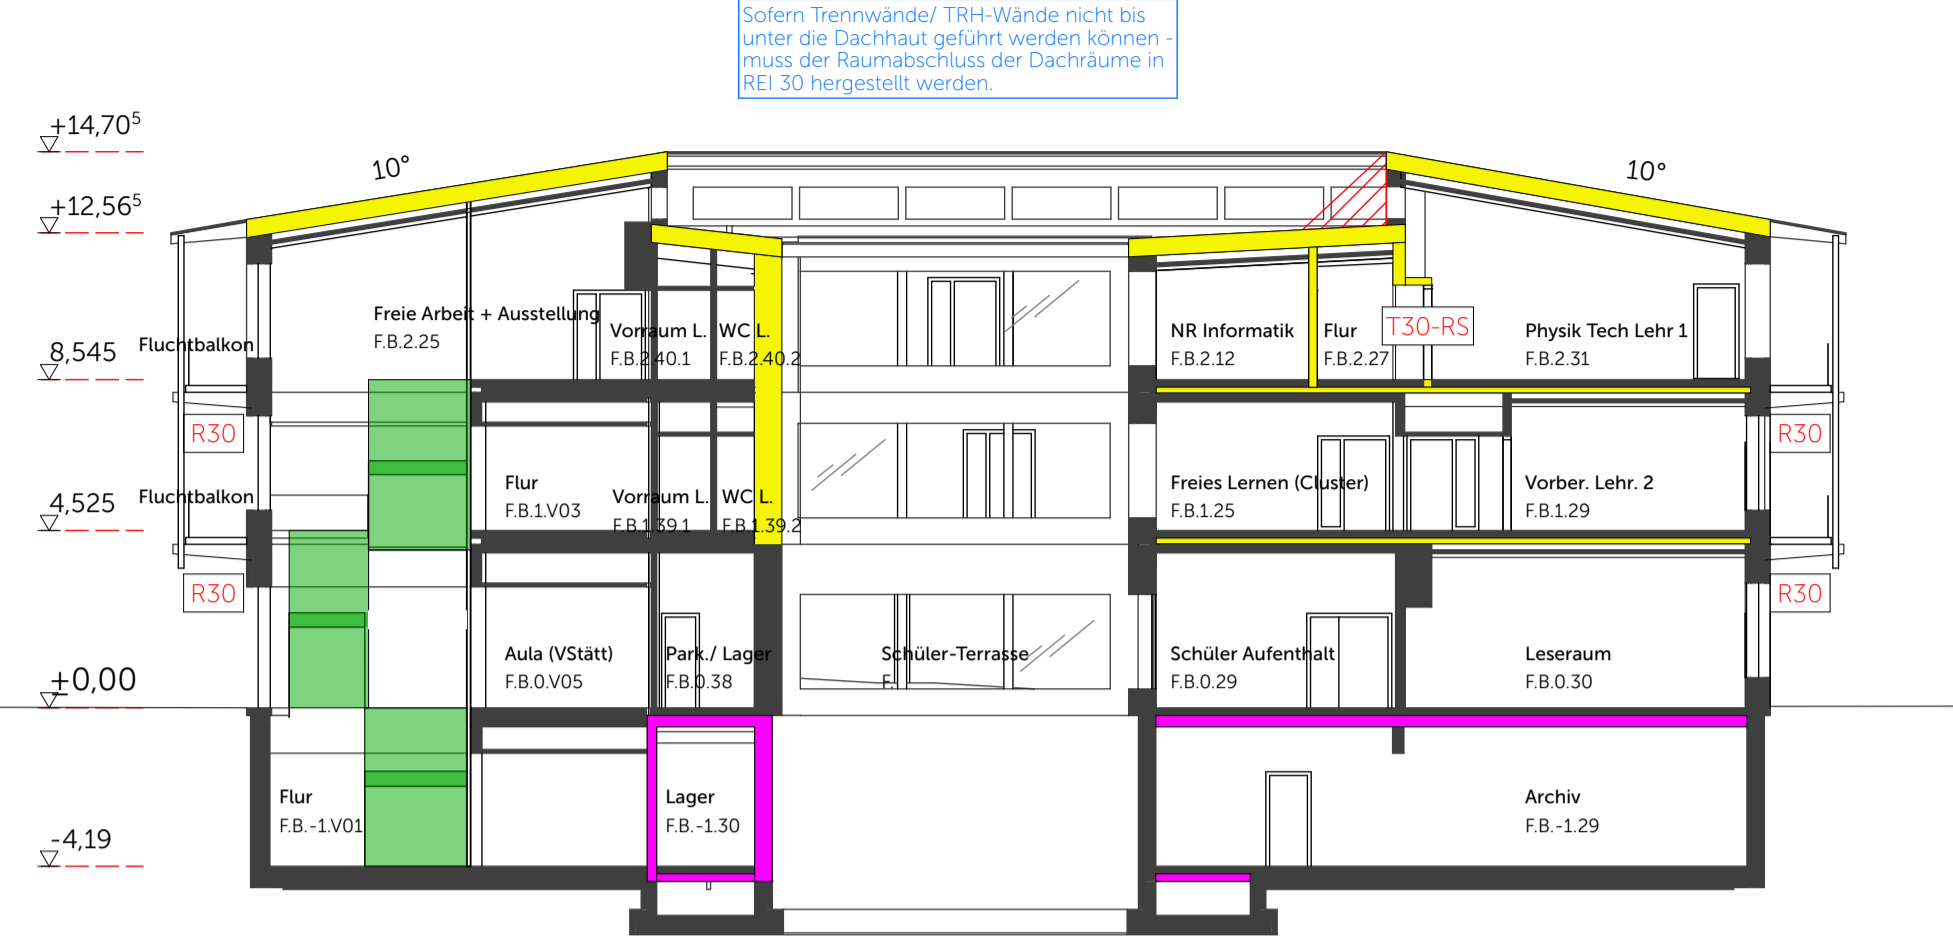 Sofern Trennwände/ TRH-Wände nicht bis
unter die Dachhaut geführt werden können -
muss der Raumabschluss der Dachräume in
REI 30 hergestellt werden.
+14,70⁵
10°
10°
+12,56⁵
Freie Arbeit + Ausstellung
F.B.2.25
Fluchtbalkon
8,545
Vorraum L.
F.B.2.40.1
WC L.
F.B.2.40.2
NR Informatik
F.B.2.12
Flur
F.B.2.27
T30-RS
Physik Tech Lehr 1
F.B.2.31
R30
R30
Fluchtbalkon
4,525
Flur
F.B.1.V03
Vorraum L.
F.B.1.39.1
WC L.
F.B.1.39.2
Freies Lernen (Cluster)
F.B.1.25
Vorber. Lehr. 2
F.B.1.29
R30
R30
±0,00
Aula (VStätt)
F.B.0.V05
Park./ Lager
F.B.0.38
Schüler-Terrasse
F.
Schüler Aufenthalt
F.B.0.29
Leseraum
F.B.0.30
-4,19
Flur
F.B.-1.V01
Lager
F.B.-1.30
Archiv
F.B.-1.29